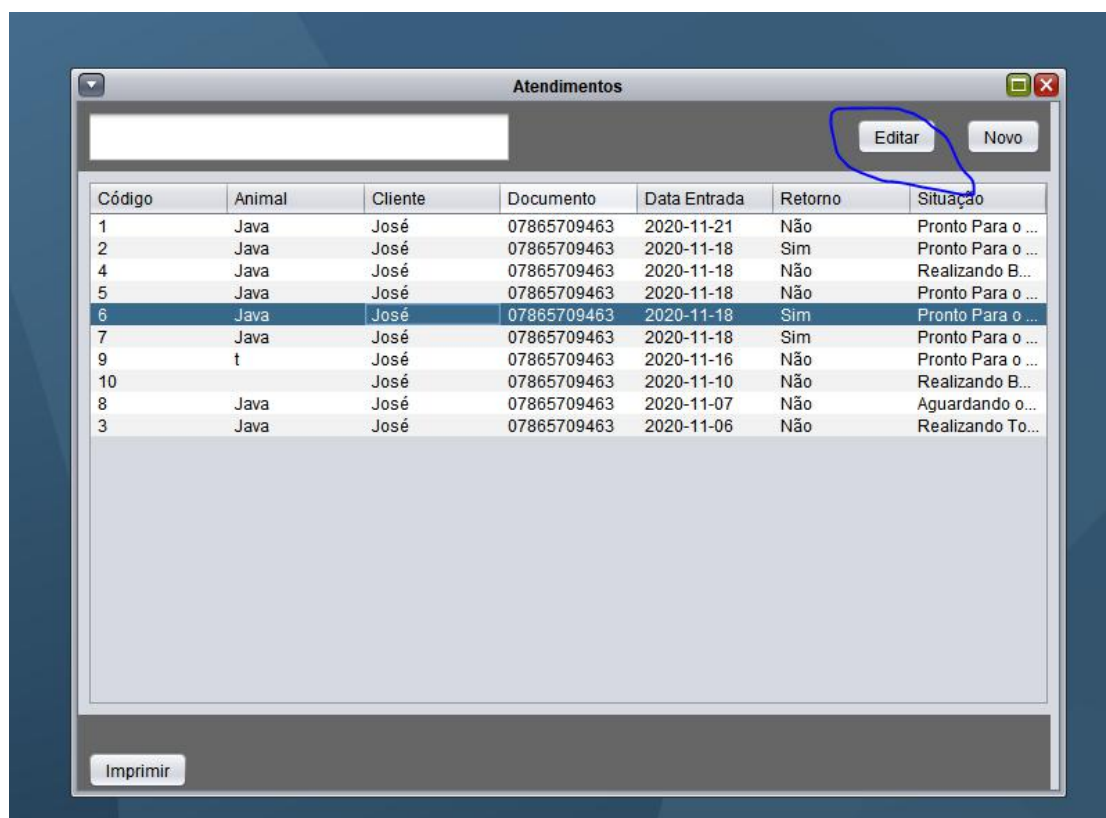 Atendimentos
Editar Novo
Código Animal Cliente Documento Data Entrada Retorno Situação
1 Java José 07865709463 2020-11-21 Não Pronto Para o ...
2 Java José 07865709463 2020-11-18 Sim Pronto Para o ...
4 Java José 07865709463 2020-11-18 Não Realizando B...
5 Java José 07865709463 2020-11-18 Não Pronto Para o ...
6 Java José 07865709463 2020-11-18 Sim Pronto Para o ...
7 Java José 07865709463 2020-11-18 Sim Pronto Para o ...
9 t José 07865709463 2020-11-16 Não Pronto Para o ...
10 José 07865709463 2020-11-10 Não Realizando B...
8 Java José 07865709463 2020-11-07 Não Aguardando o...
3 Java José 07865709463 2020-11-06 Não Realizando To...
Imprimir